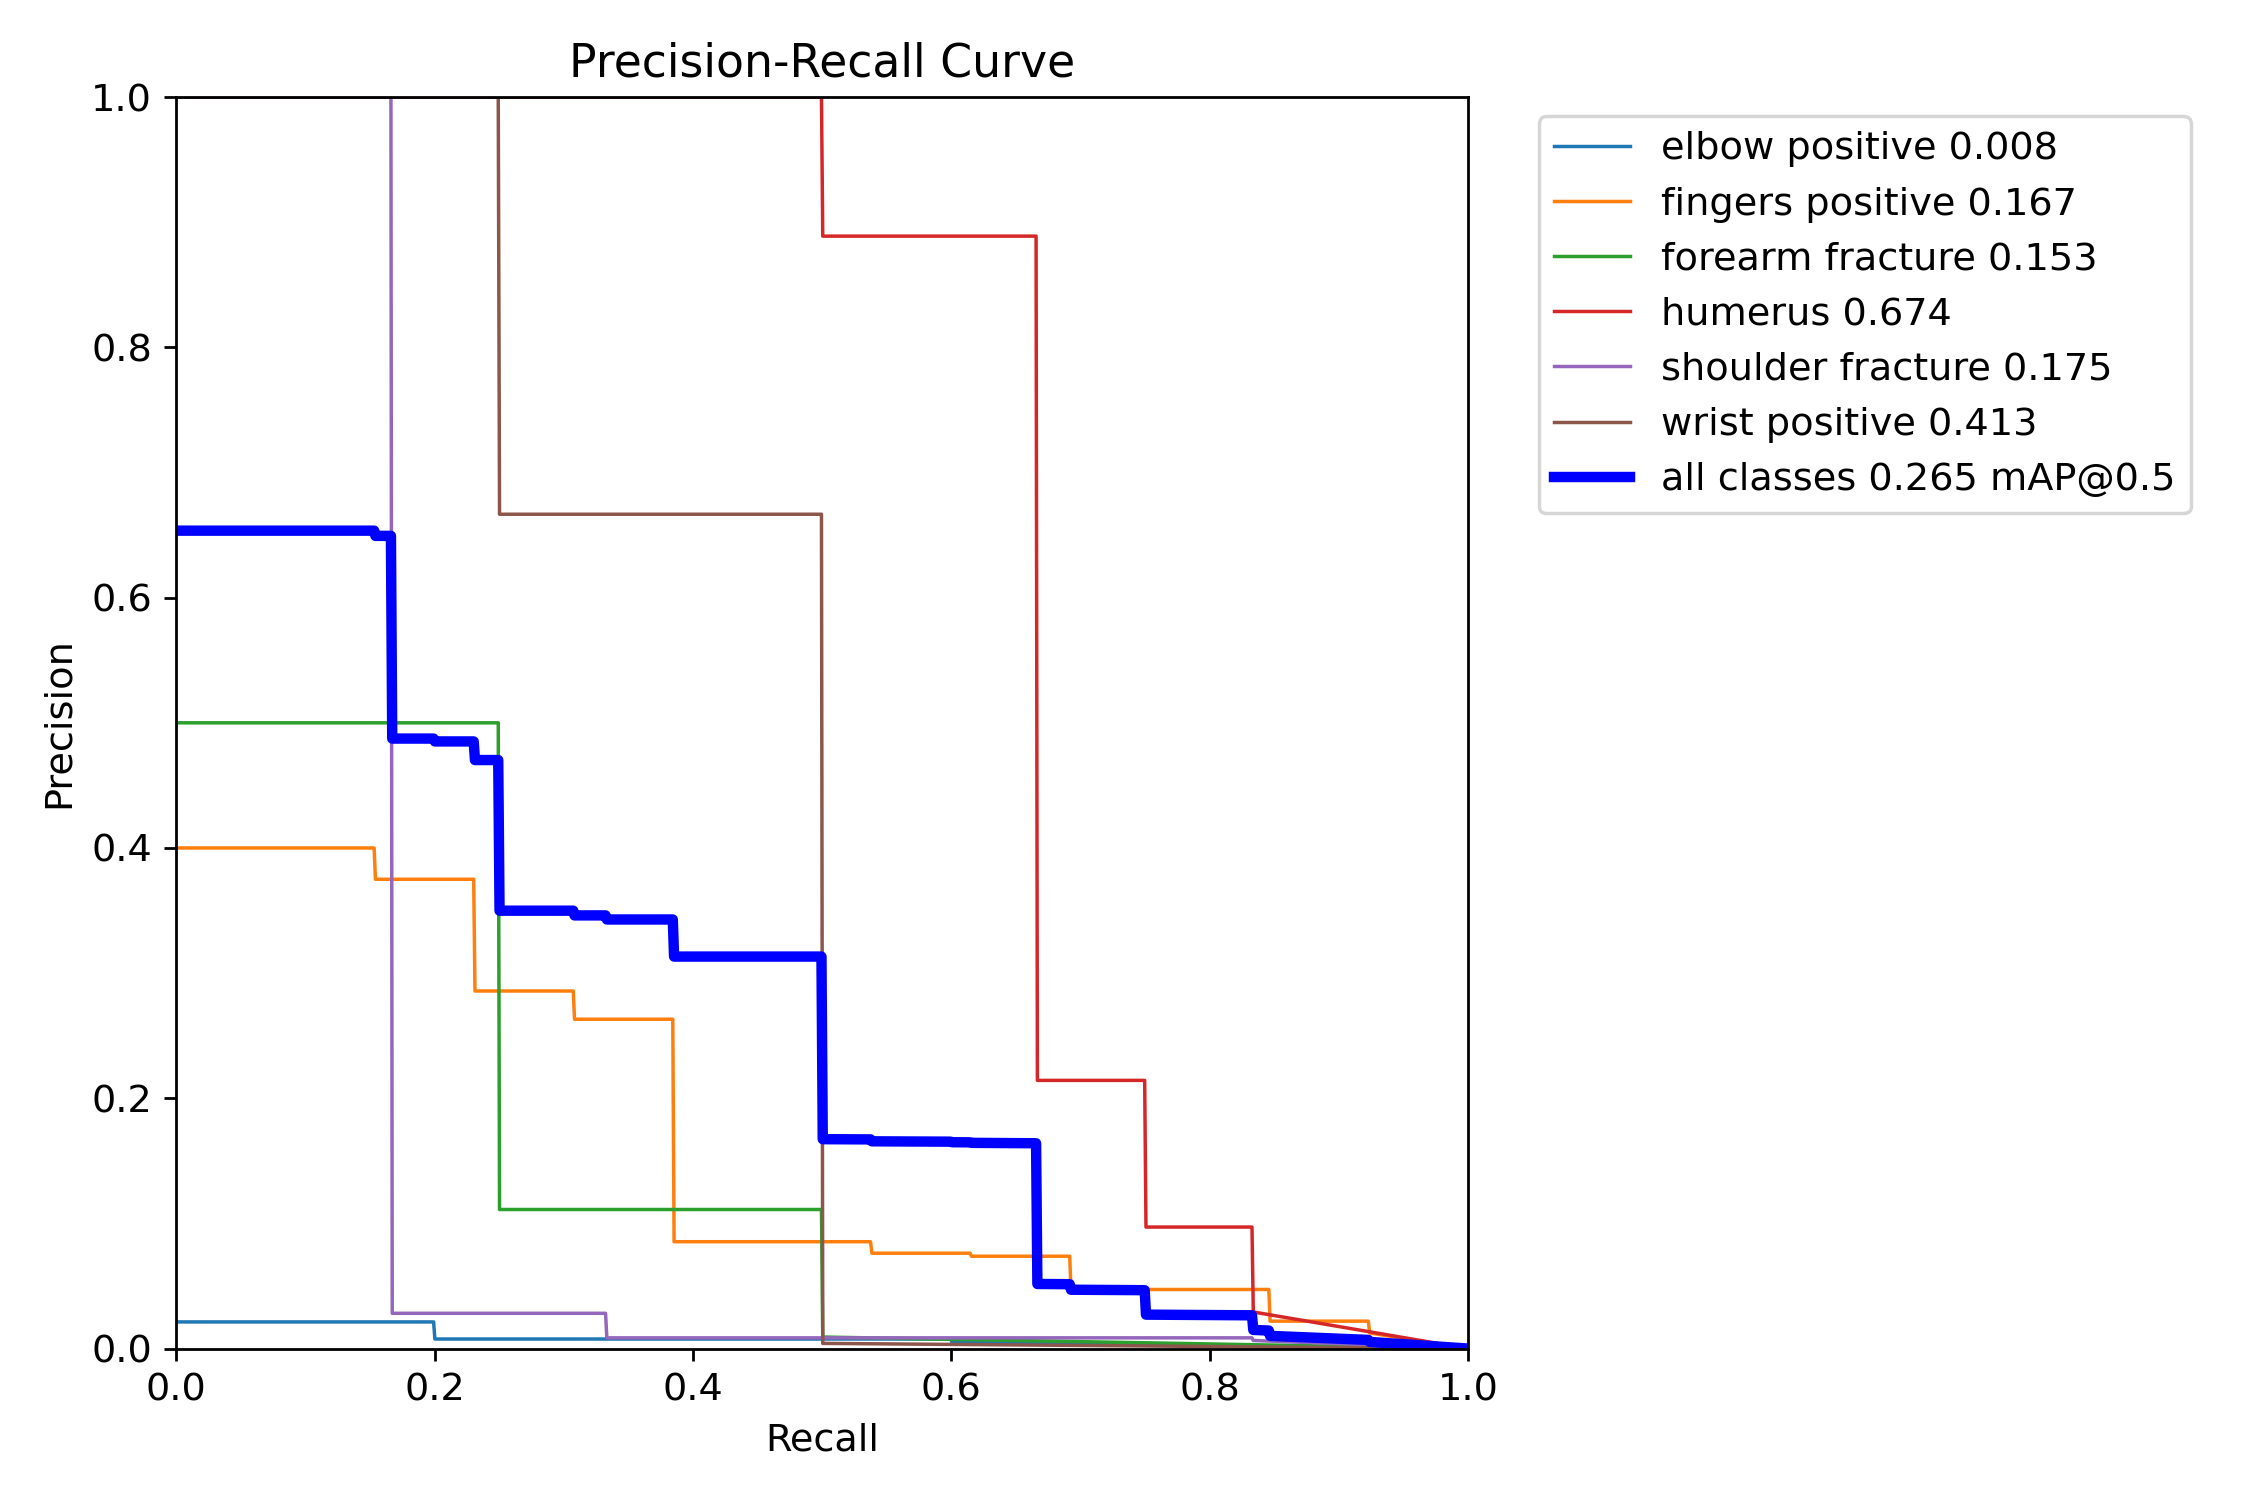 Precision-Recall Curve
1.0
0.8
0.6
0.4
0.2
0.0
Precision
0.0 0.2 0.4 0.6 0.8 1.0
Recall
elbow positive 0.008
fingers positive 0.167
forearm fracture 0.153
humerus 0.674
shoulder fracture 0.175
wrist positive 0.413
all classes 0.265 mAP@0.5